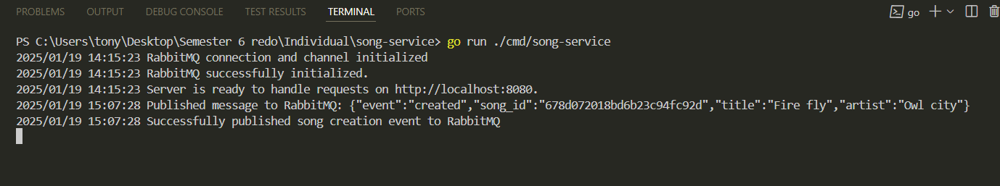 PROBLEMS OUTPUT DEBUG CONSOLE TEST RESULTS TERMINAL PORTS go
PS C:\Users\tony\Desktop\Semester 6 redo\Individual\song-service> go run ./cmd/song-service
2025/01/19 14:15:23 RabbitMQ connection and channel initialized
2025/01/19 14:15:23 RabbitMQ successfully initialized.
2025/01/19 14:15:23 Server is ready to handle requests on http://localhost:8080.
2025/01/19 15:07:28 Published message to RabbitMQ: {"event":"created","song_id":"678d072018bd6b23c94fc92d","title":"Fire fly","artist":"Owl city"}
2025/01/19 15:07:28 Successfully published song creation event to RabbitMQ